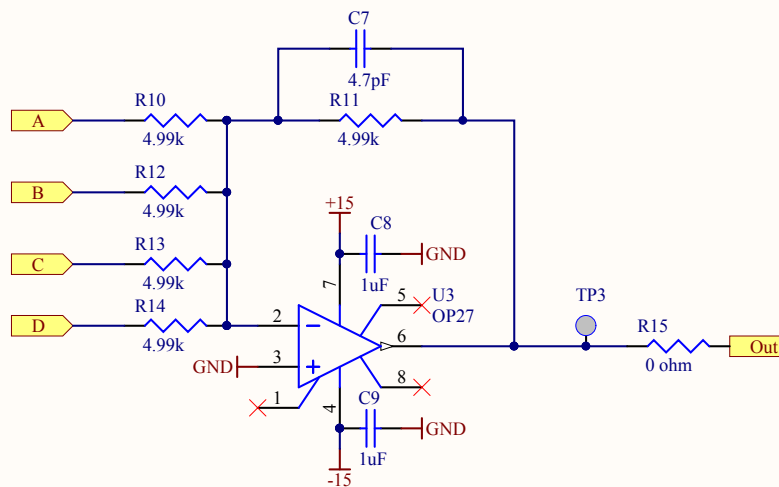 C7
4.7pF
R10
R11
A
4.99k
4.99k
R12
B
4.99k
+15
R13
C8
C
GND
4.99k
1uF
7
R14
5
U3
TP3
D
2
OP27
4.99k
6
R15
Out
GND
3
0 ohm
8
1
4
C9
GND
1uF
-15